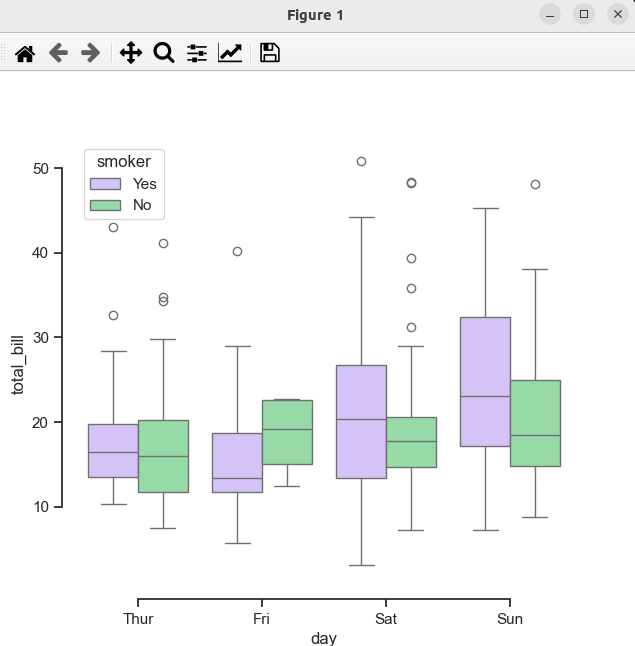 Figure 1
smoker
Yes
No
50
40
30
20
10
total_bill
Thur Fri Sat Sun
day